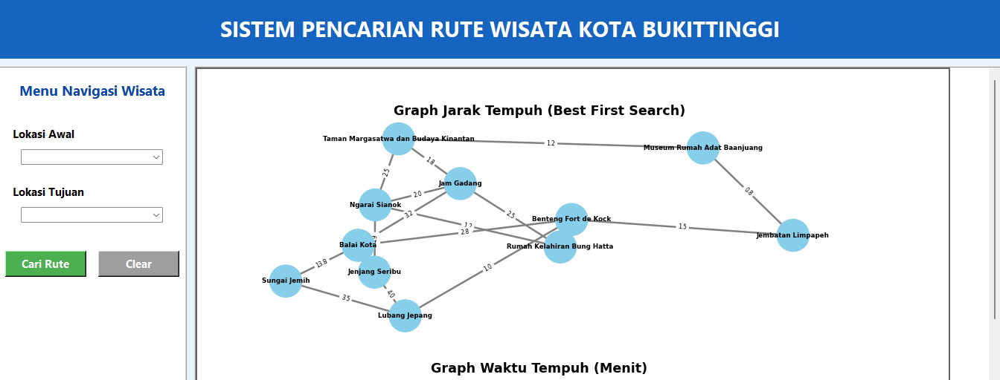 SISTEM PENCARIAN RUTE WISATA KOTA BUKITTINGGI
Menu Navigasi Wisata
Lokasi Awal
Lokasi Tujuan
Cari Rute
Clear
Graph Jarak Tempuh (Best First Search)
Taman Margasatwa dan Budaya Kinantan
1.2
Museum Rumah Adat Baanjuang
1.8
2.5
Jam Gadang
0.8
2.0
Ngarai Sianok
3.2
2.5
Benteng Fort de Kock
1.2
1.5
2.8
Jembatan Limpapeh
Balai Kota
Rumah Kelahiran Bung Hatta
13.8
1.0
Jenjang Seribu
Sungai Jemih
4.0
3.5
Lubang Jepang
Graph Waktu Tempuh (Menit)